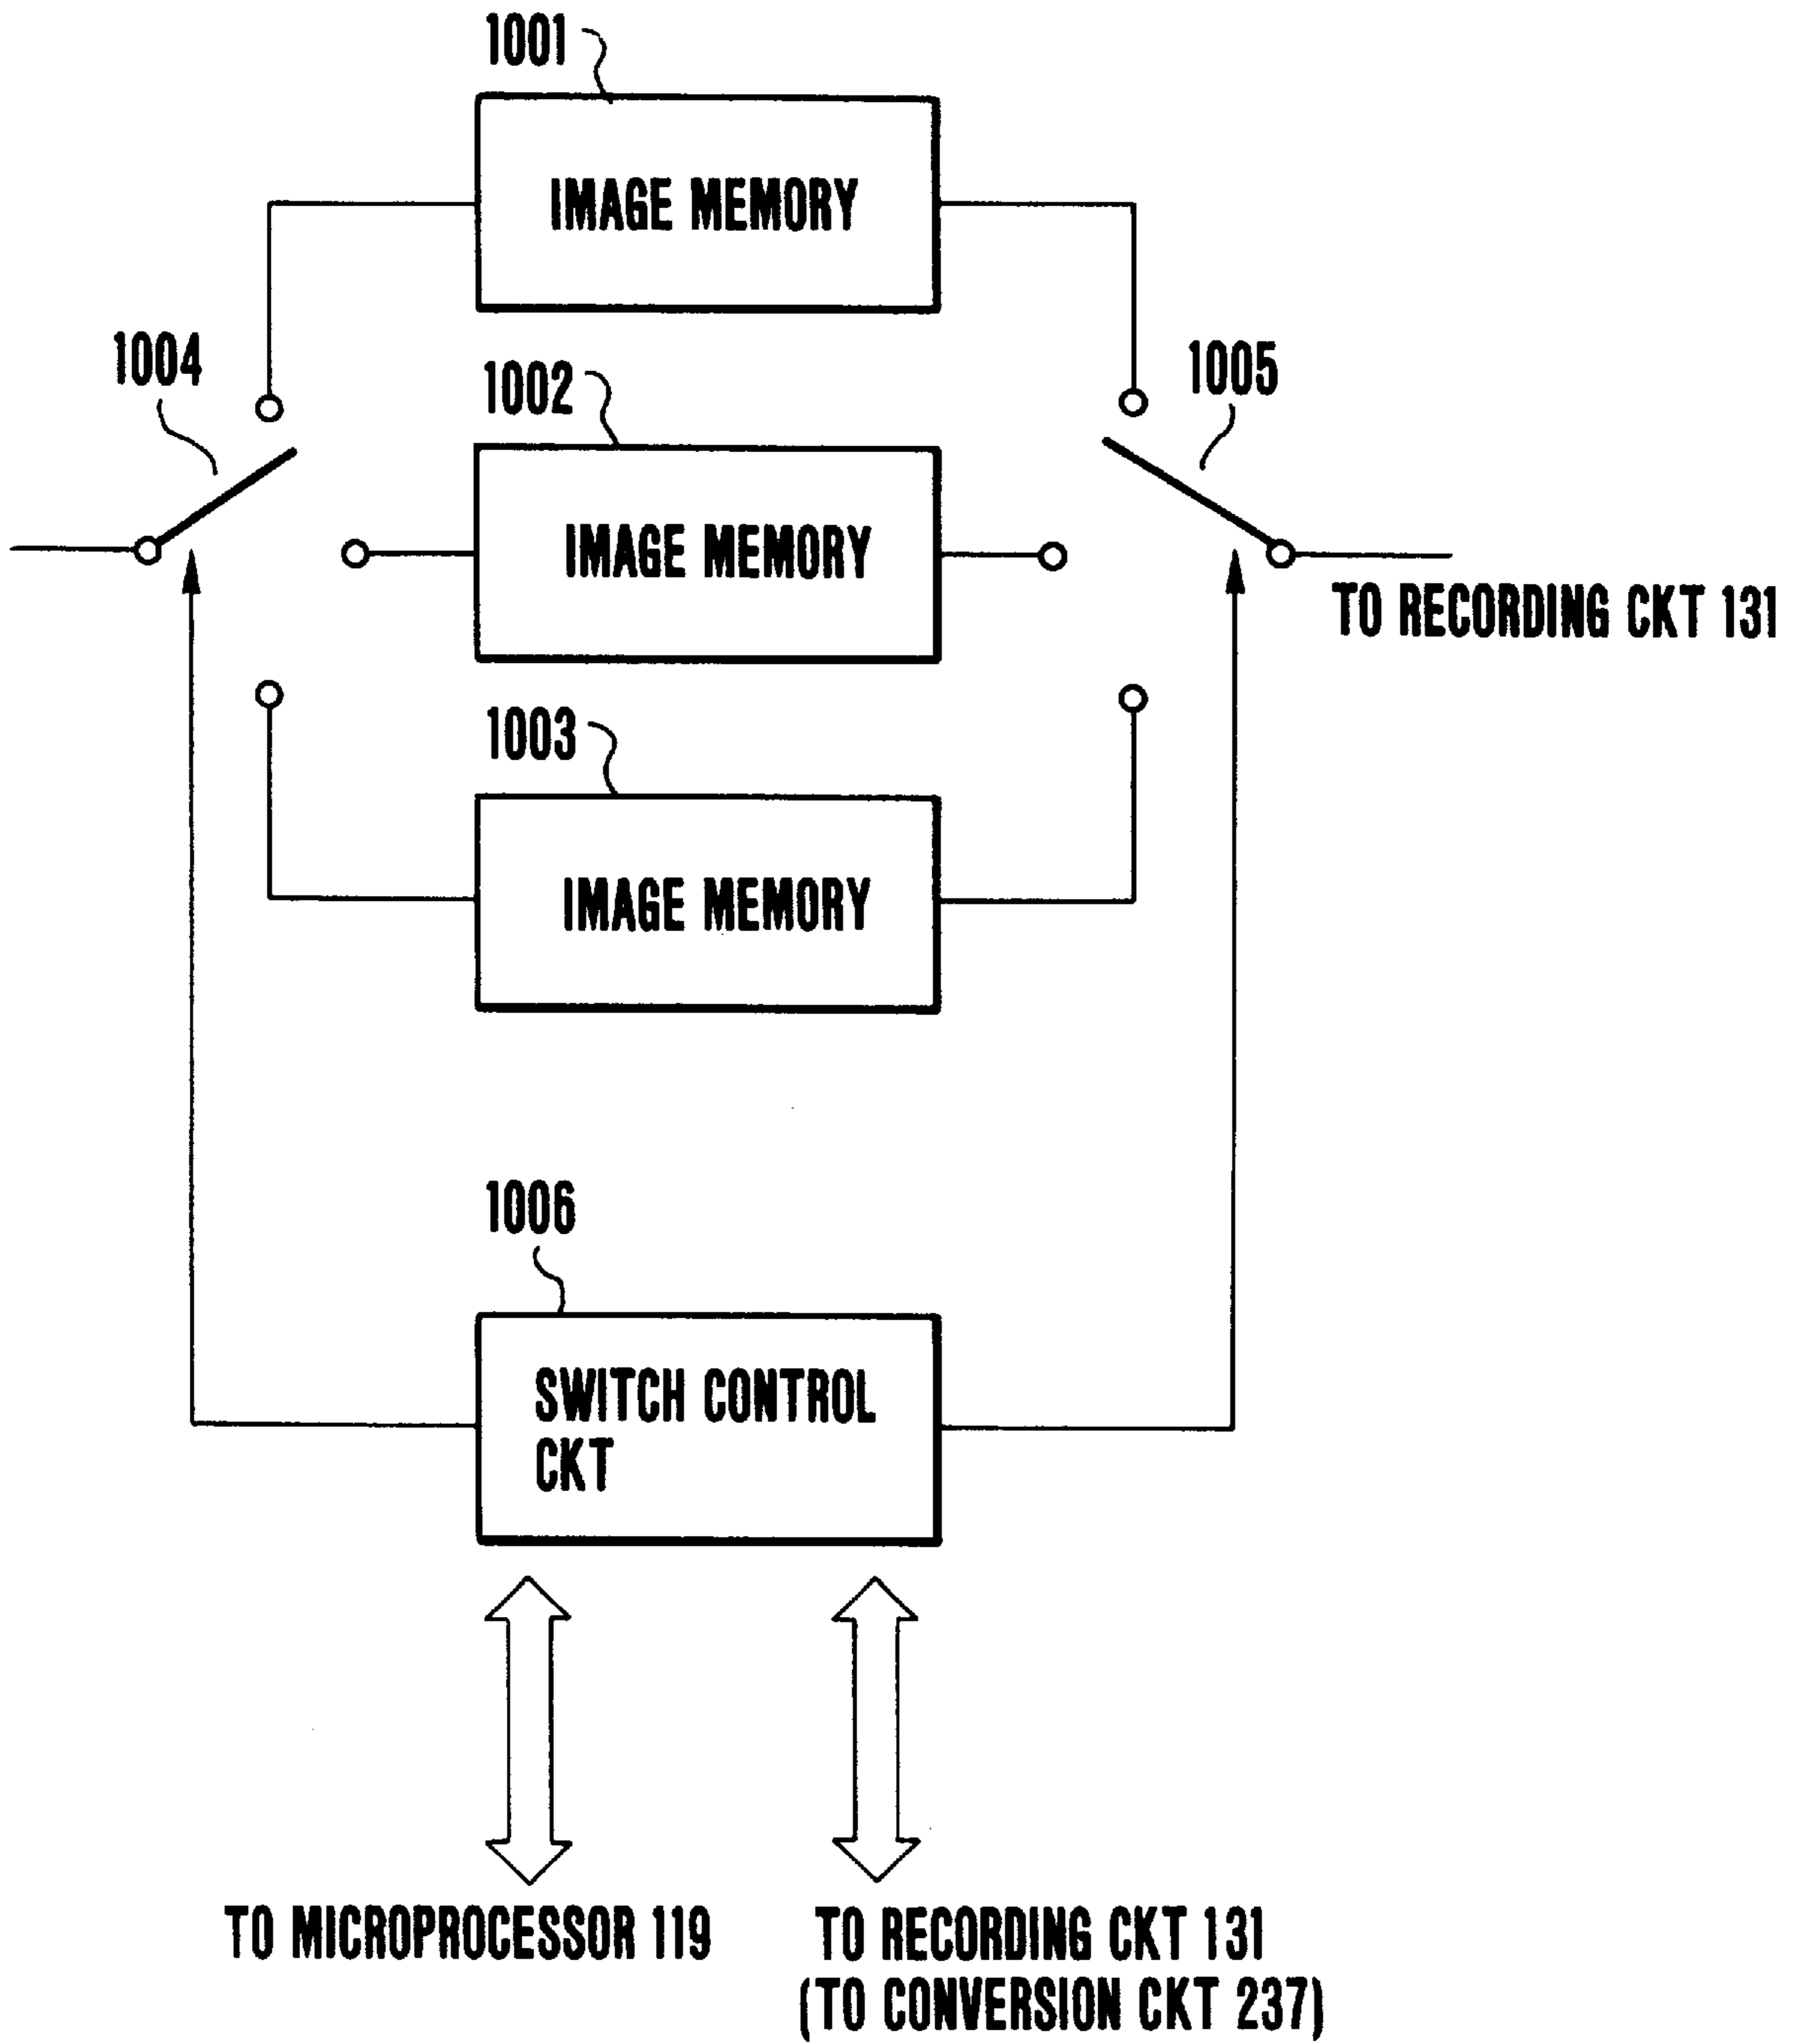 1001
IMAGE MEMORY
1004
1002
1005
IMAGE MEMORY
TO RECORDING CKT 131
1003
IMAGE MEMORY
1006
SWITCH CONTROL
CKT
TO MICROPROCESSOR 119
TO RECORDING CKT 131
(TO CONVERSION CKT 237)